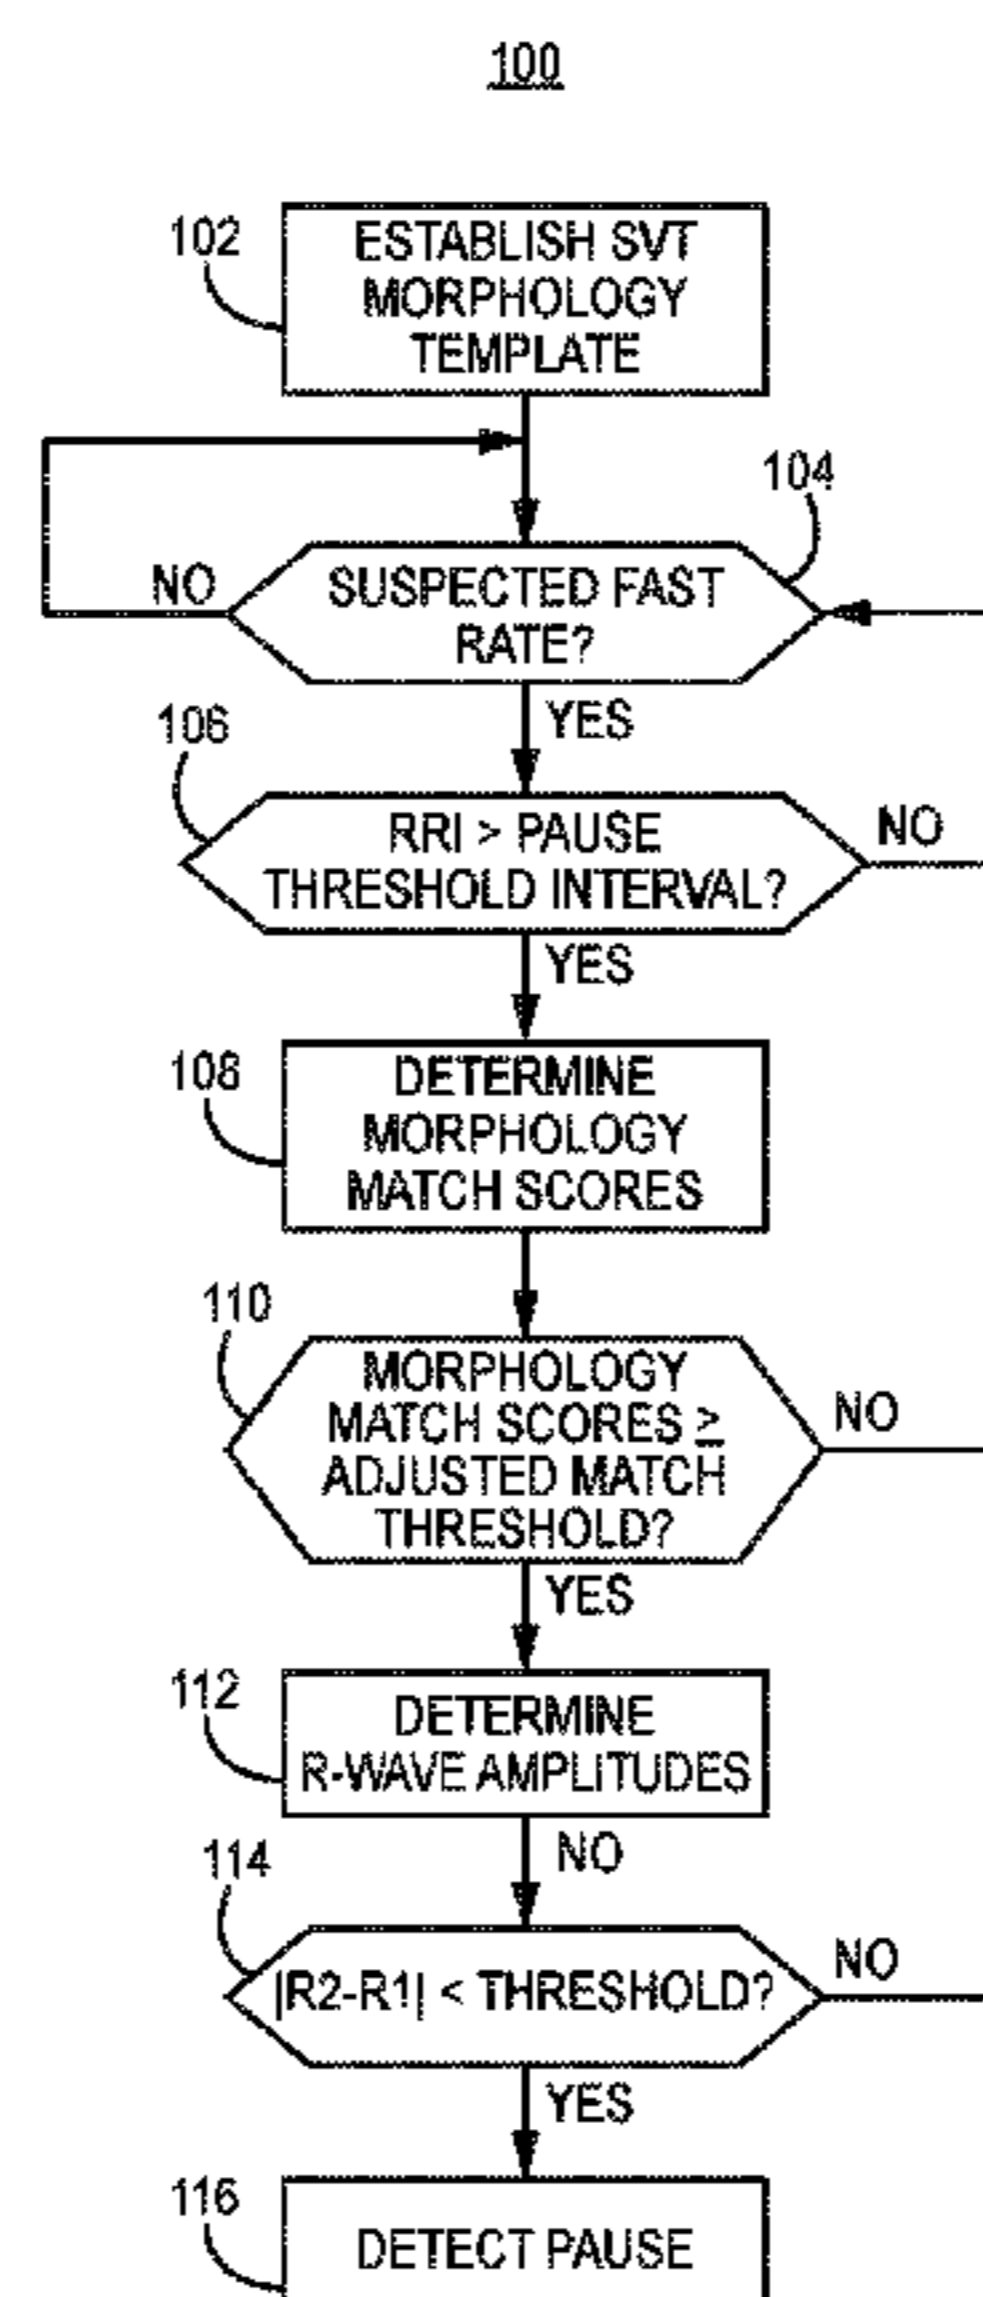 100
102
ESTABLISH SVT
MORPHOLOGY
TEMPLATE
104
NO
SUSPECTED FAST
RATE?
YES
106
RRI > PAUSE
THRESHOLD INTERVAL?
NO
YES
108
DETERMINE
MORPHOLOGY
MATCH SCORES
110
MORPHOLOGY
MATCH SCORES ≥
ADJUSTED MATCH
THRESHOLD?
NO
YES
112
DETERMINE
R-WAVE AMPLITUDES
NO
114
|R2-R1| < THRESHOLD?
NO
YES
116
DETECT PAUSE